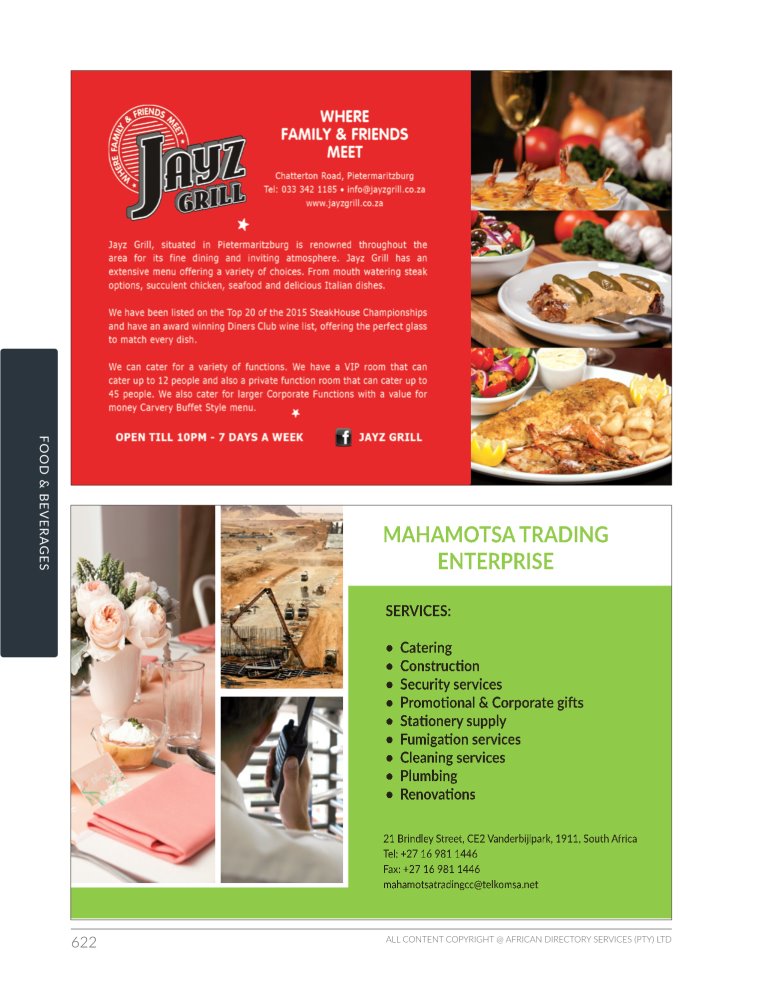 WHERE FAMILY & FRIENDS MEET
JAYZ
GRILL
WHERE
FAMILY & FRIENDS
MEET
Chatterton Road, Pietermaritzburg
Tel: 033 342 1185 • info@jayzgrill.co.za
www.jayzgrill.co.za
Jayz Grill, situated in Pietermaritzburg is renowned throughout the
area for its fine dining and inviting atmosphere. Jayz Grill has an
extensive menu offering a variety of choices. From mouth watering steak
options, succulent chicken, seafood and delicious Italian dishes.
We have been listed on the Top 20 of the 2015 SteakHouse Championships
and have an award winning Diners Club wine list, offering the perfect glass
to match every dish.
We can cater for a variety of functions. We have a VIP room that can
cater up to 12 people and also a private function room that can cater up to
45 people. We also cater for larger Corporate Functions with a value for
money Carvery Buffet Style menu.
OPEN TILL 10PM - 7 DAYS A WEEK
f JAYZ GRILL
FOOD & BEVERAGES
MAHAMOTSA TRADING
ENTERPRISE
SERVICES:
• Catering
• Construction
• Security services
• Promotional & Corporate gifts
• Stationery supply
• Fumigation services
• Cleaning services
• Plumbing
• Renovations
21 Brindley Street, CE2 Vanderbijlpark, 1911, South Africa
Tel: +27 16 981 1446
Fax: +27 16 981 1446
mahamotsatradingcc@telkomsa.net
622
ALL CONTENT COPYRIGHT @ AFRICAN DIRECTORY SERVICES (PTY) LTD